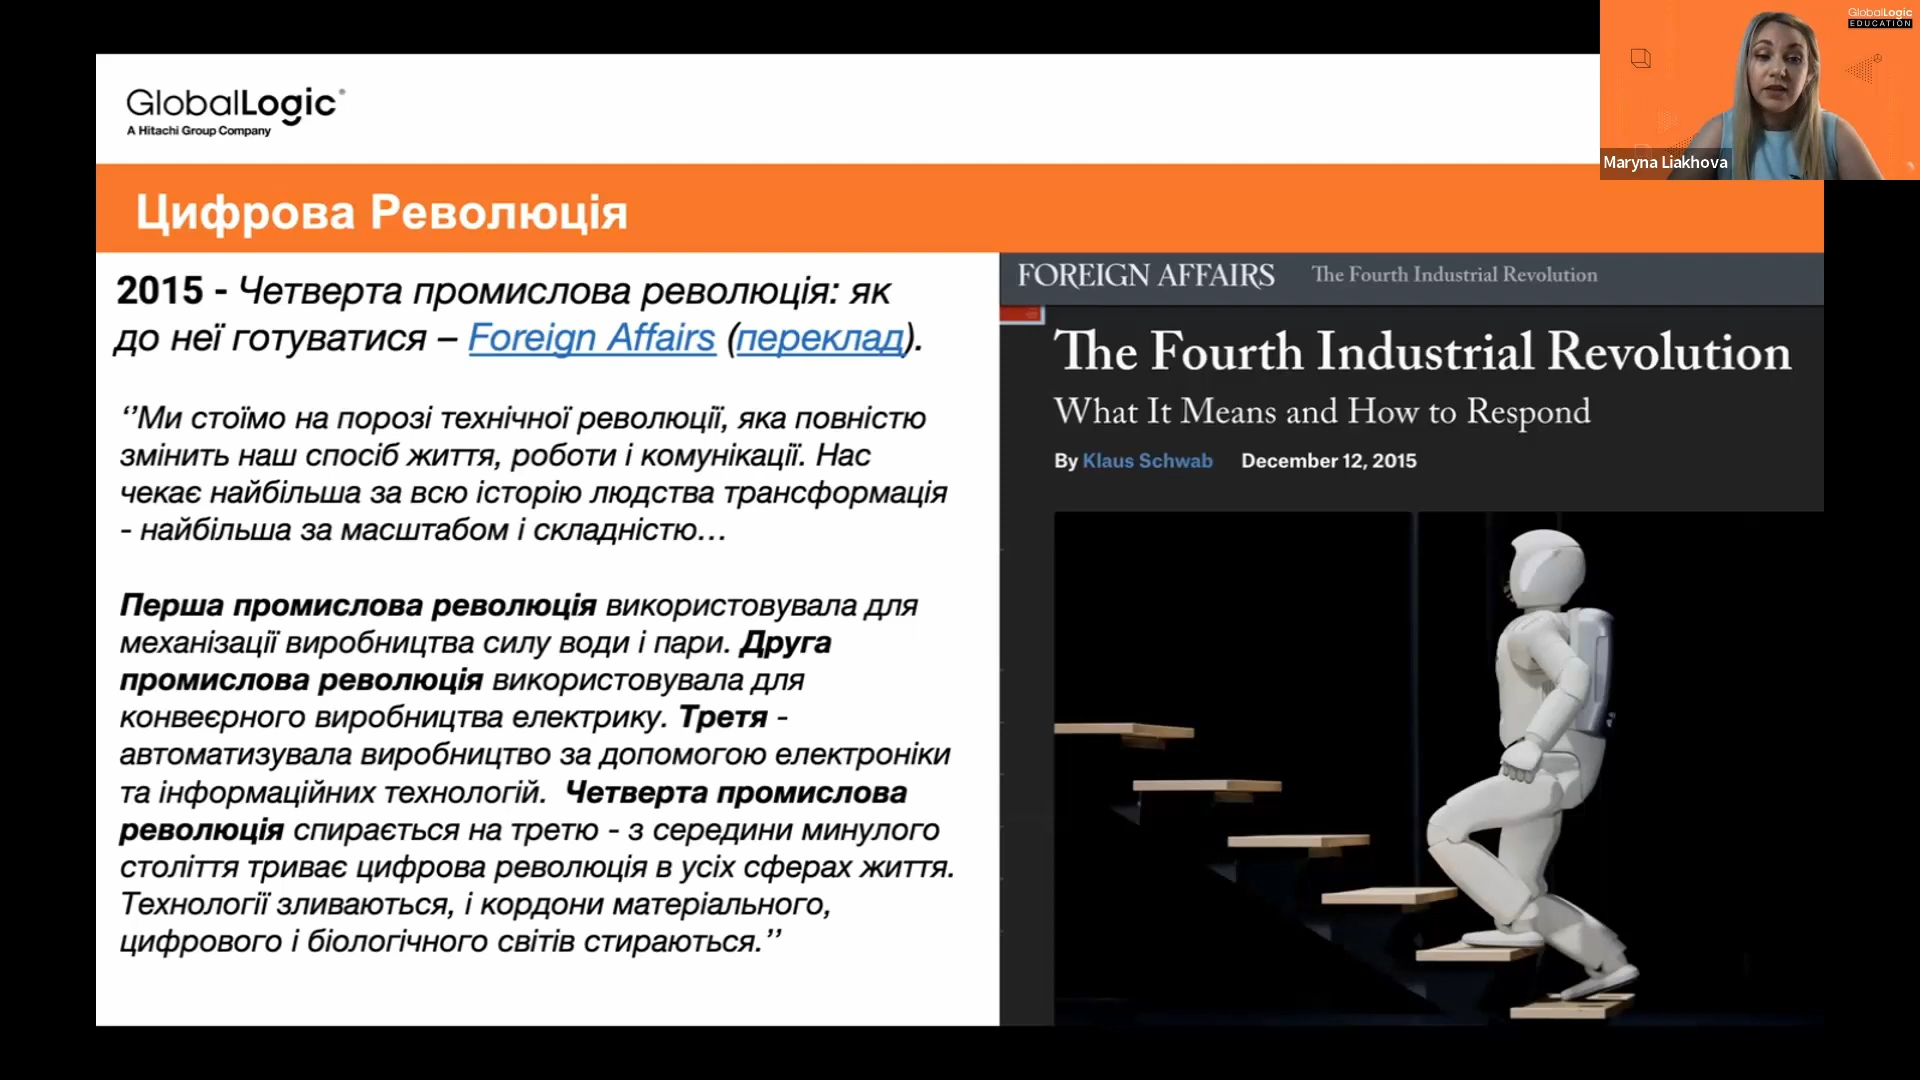 GlobalLogic
A Hitachi Group Company
GlobalLogic
EDUCATION
Maryna Liakhova
Цифрова Революція
2015 - Четверта промислова революція: як
до неї готуватися – Foreign Affairs (переклад).
‘’Ми стоїмо на порозі технічної революції, яка повністю
змінить наш спосіб життя, роботи і комунікації. Нас
чекає найбільша за всю історію людства трансформація
- найбільша за масштабом і складністю…
Перша промислова революція використовувала для
механізації виробництва силу води і пари. Друга
промислова революція використовувала для
конвеєрного виробництва електрику. Третя -
автоматизувала виробництво за допомогою електроніки
та інформаційних технологій. Четверта промислова
революція спирається на третю - з середини минулого
століття триває цифрова революція в усіх сферах життя.
Технології зливаються, і кордони матеріального,
цифрового і біологічного світів стираються.’’
FOREIGN AFFAIRS The Fourth Industrial Revolution
The Fourth Industrial Revolution
What It Means and How to Respond
By Klaus Schwab December 12, 2015